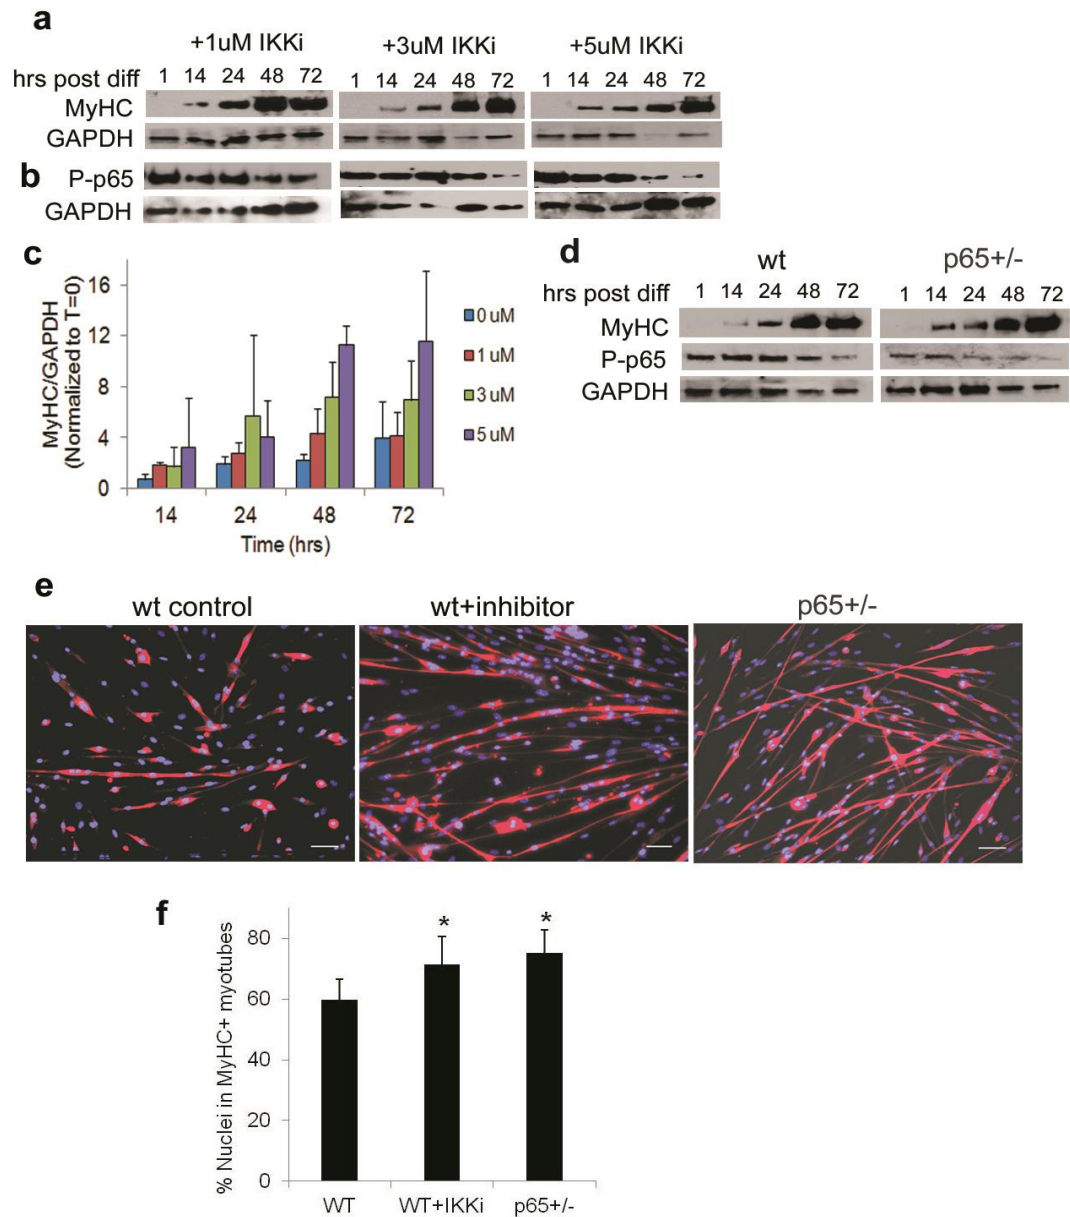 a
+1uM IKKi +3uM IKKi +5uM IKKi
hrs post diff 1 14 24 48 72 1 14 24 48 72 1 14 24 48 72
MyHC
GAPDH
b P-p65
GAPDH
c
MyHC/GAPDH
(Normalized to T=0)
16
12
8
4
0
14 24 48 72
Time (hrs)
0 uM
1 uM
3 uM
5 uM
d
wt p65+/-
hrs post diff 1 14 24 48 72 1 14 24 48 72
MyHC
P-p65
GAPDH
e
wt control wt+inhibitor p65+/-
f
% Nuclei in MyHC+ myotubes
80
60
40
20
0
* *
WT WT+IKKi p65+/-